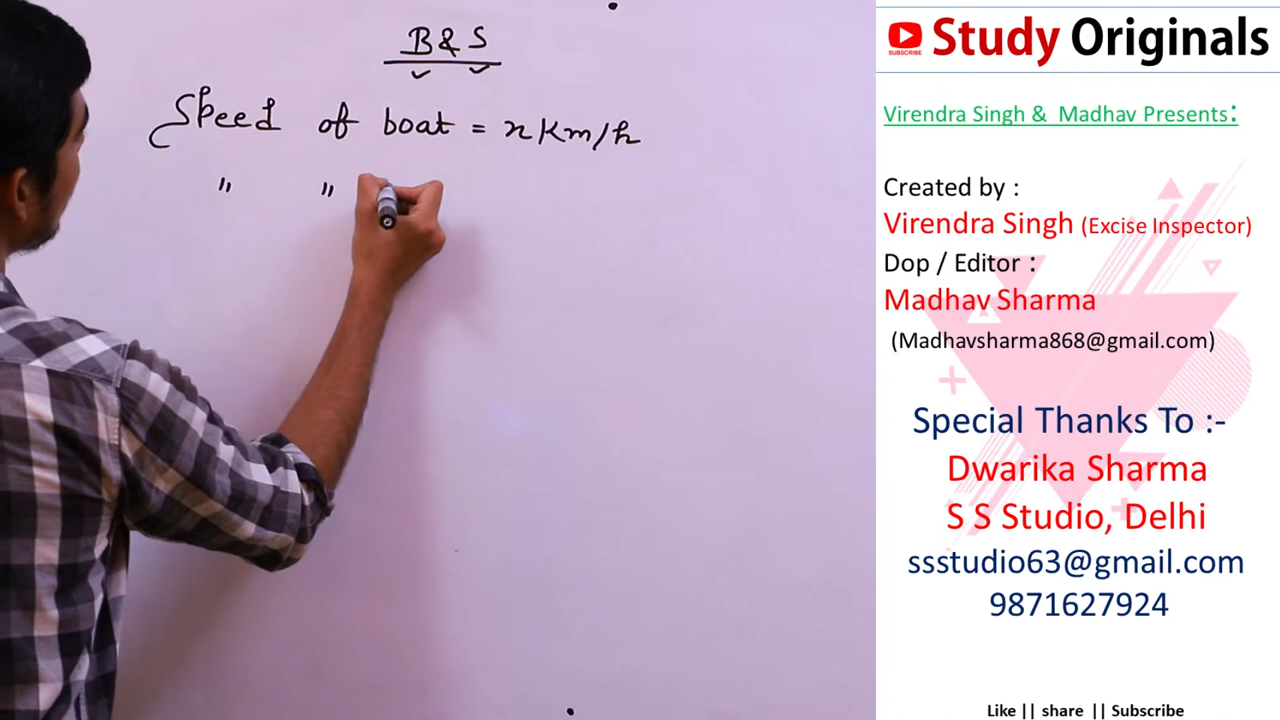 B & S
Speed of boat = x Km/h
" "
SUBSCRIBE
Study Originals
Virendra Singh & Madhav Presents:
Created by :
Virendra Singh (Excise Inspector)
Dop / Editor :
Madhav Sharma
(Madhavsharma868@gmail.com)
Special Thanks To :-
Dwarika Sharma
S S Studio, Delhi
ssstudio63@gmail.com
9871627924
Like || share || Subscribe